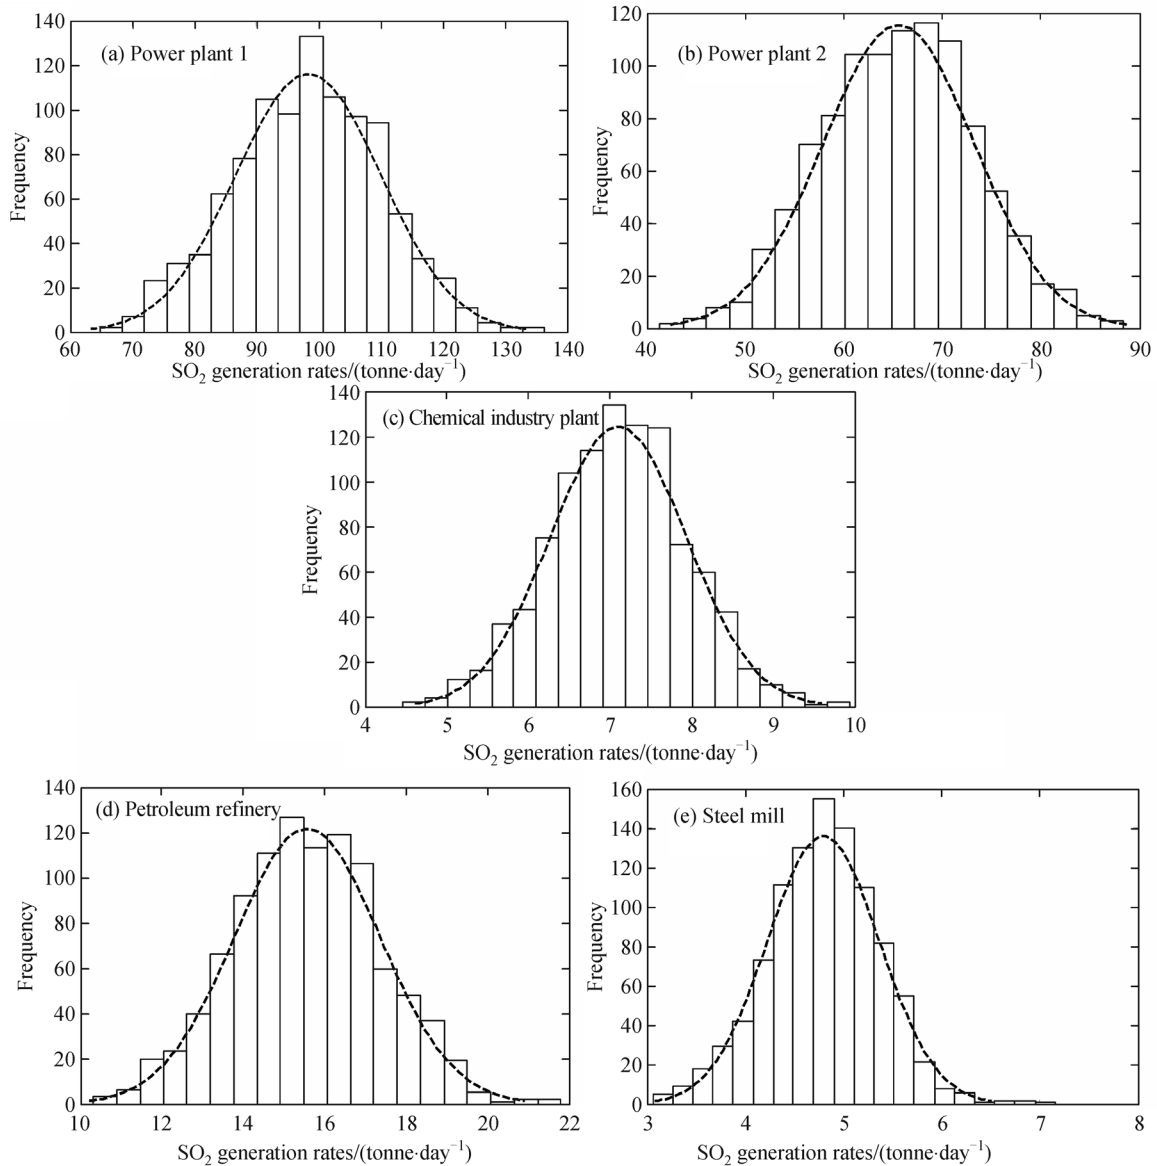 (a) Power plant 1
Frequency
140
120
100
80
60
40
20
0
60 70 80 90 100 110 120 130 140
SO₂ generation rates/(tonne·day⁻¹)
(b) Power plant 2
Frequency
120
100
80
60
40
20
0
40 50 60 70 80 90
SO₂ generation rates/(tonne·day⁻¹)
(c) Chemical industry plant
Frequency
140
120
100
80
60
40
20
0
4 5 6 7 8 9 10
SO₂ generation rates/(tonne·day⁻¹)
(d) Petroleum refinery
Frequency
140
120
100
80
60
40
20
0
10 12 14 16 18 20 22
SO₂ generation rates/(tonne·day⁻¹)
(e) Steel mill
Frequency
160
140
120
100
80
60
40
20
0
3 4 5 6 7 8
SO₂ generation rates/(tonne·day⁻¹)